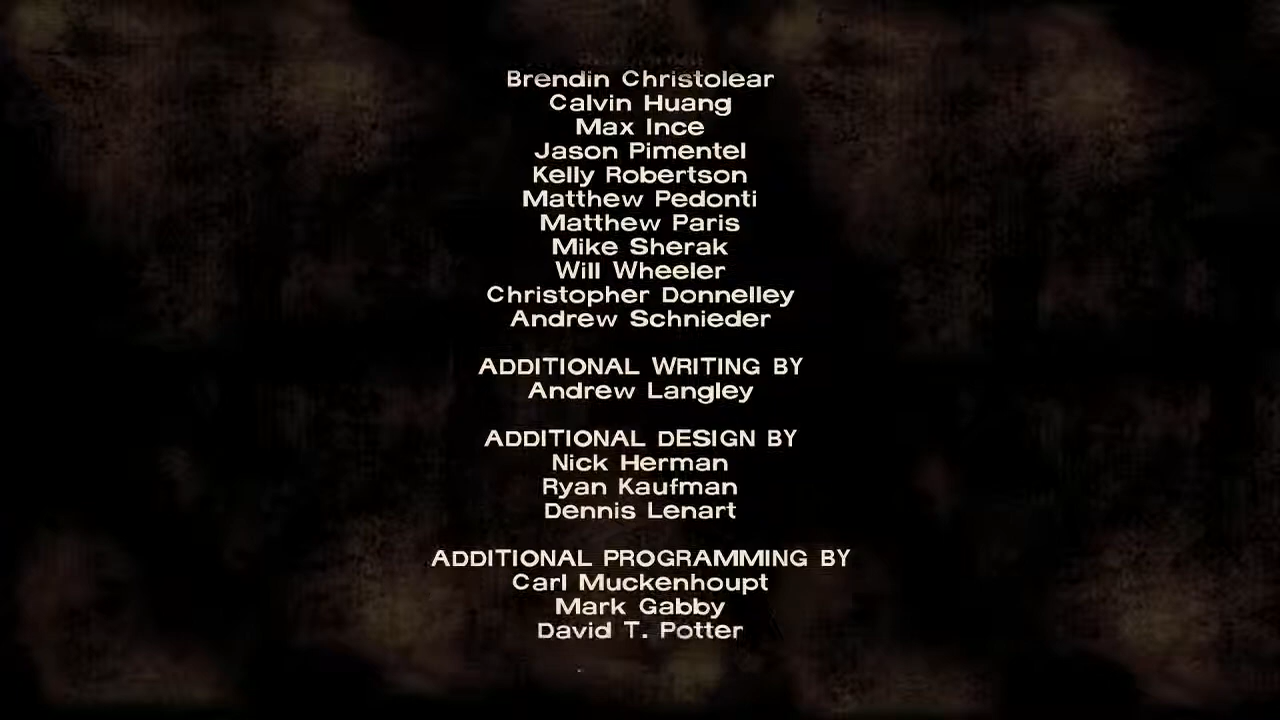 Brendin Christolear
Calvin Huang
Max Ince
Jason Pimentel
Kelly Robertson
Matthew Pedonti
Matthew Paris
Mike Sherak
Will Wheeler
Christopher Donnelley
Andrew Schnieder
ADDITIONAL WRITING BY
Andrew Langley
ADDITIONAL DESIGN BY
Nick Herman
Ryan Kaufman
Dennis Lenart
ADDITIONAL PROGRAMMING BY
Carl Muckenhoupt
Mark Gabby
David T. Potter